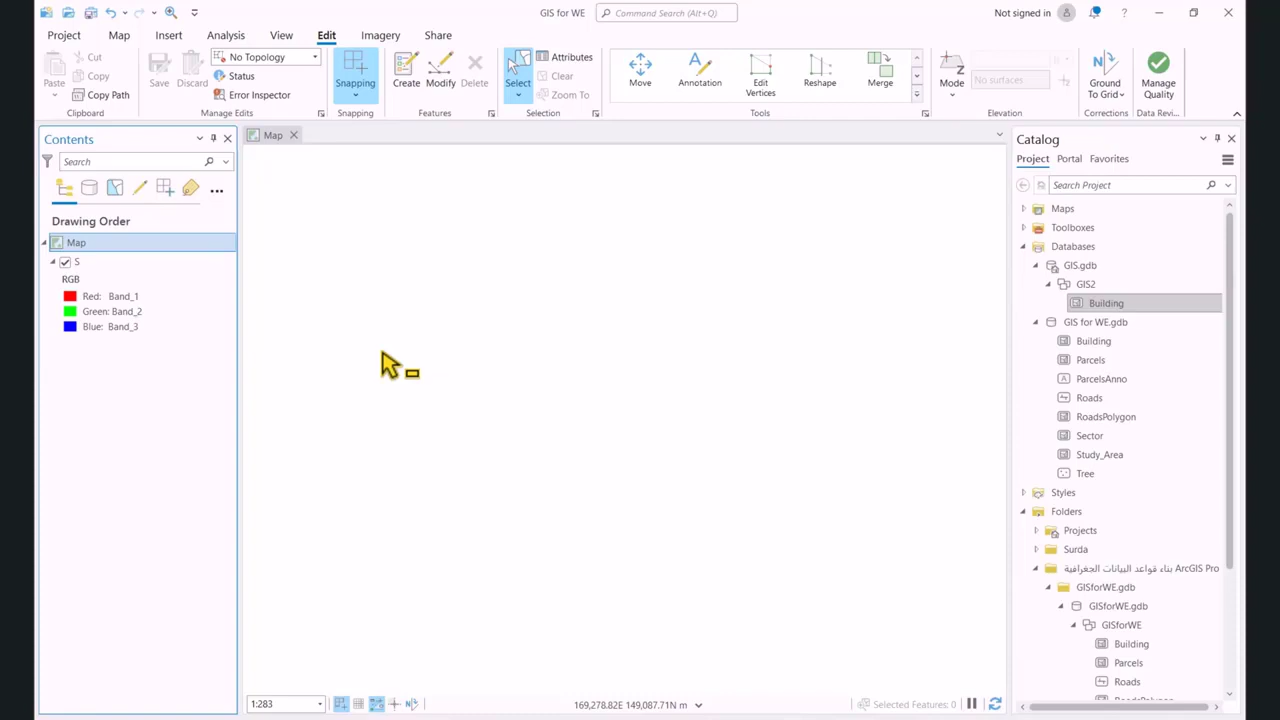 GIS for WE
Command Search (Alt+Q)
Not signed in
Project Map Insert Analysis View Edit Imagery Share
Paste
Cut
Copy
Copy Path
Clipboard
Save
Discard
No Topology
Status
Error Inspector
Manage Edits
Snapping
Snapping
Create
Modify
Delete
Features
Select
Attributes
Clear
Zoom To
Selection
Move
Annotation
Edit
Vertices
Reshape
Merge
Tools
Mode
No surfaces
Elevation
Ground
To Grid
Corrections
Manage
Quality
Data Revi...
Contents
Search
Drawing Order
Map
S
RGB
Red: Band_1
Green: Band_2
Blue: Band_3
Map
1:283
169,278.82E 149,087.71N m
Selected Features: 0
Catalog
Project Portal Favorites
Search Project
Maps
Toolboxes
Databases
GIS.gdb
GIS2
Building
GIS for WE.gdb
Building
Parcels
ParcelsAnno
Roads
RoadsPolygon
Sector
Study_Area
Tree
Styles
Folders
Projects
Surda
بناء قواعد البيانات الجغرافية ArcGIS Pro
GISforWE.gdb
GISforWE.gdb
GISforWE
Building
Parcels
Roads
RoadsPolygon